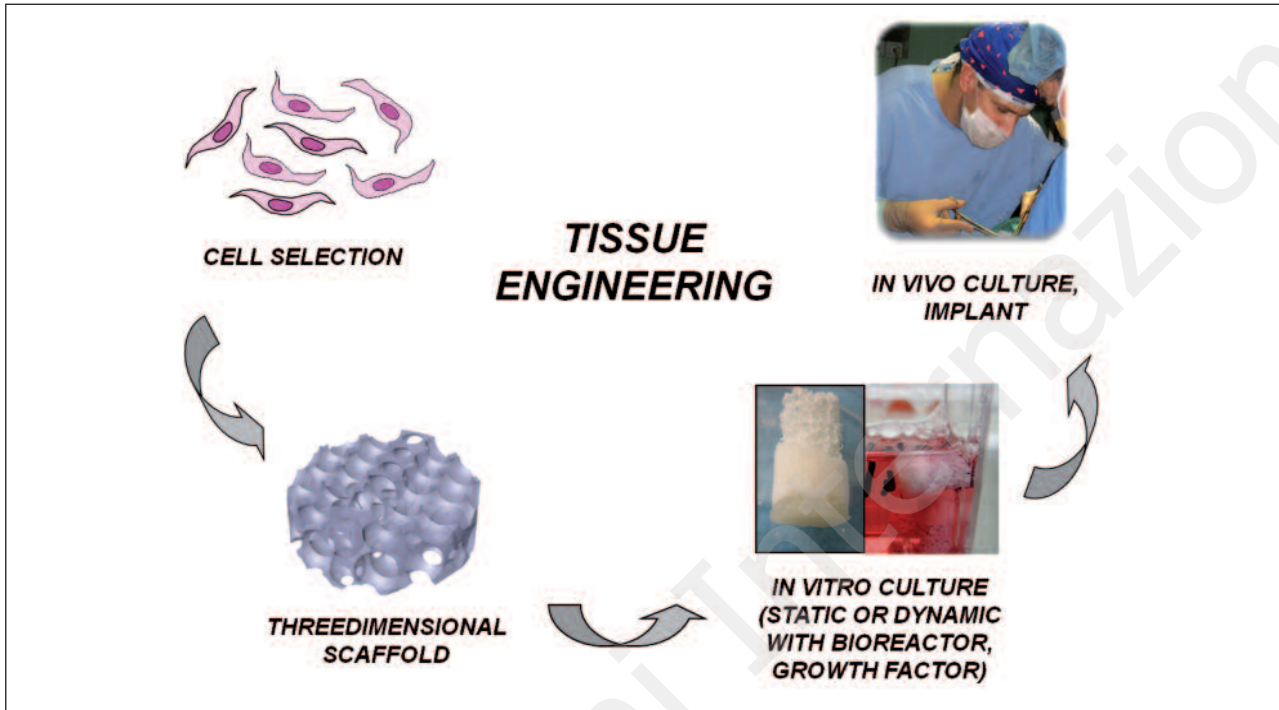 CELL SELECTION
TISSUE
ENGINEERING
IN VIVO CULTURE,
IMPLANT
THREEDIMENSIONAL
SCAFFOLD
IN VITRO CULTURE
(STATIC OR DYNAMIC
WITH BIOREACTOR,
GROWTH FACTOR)